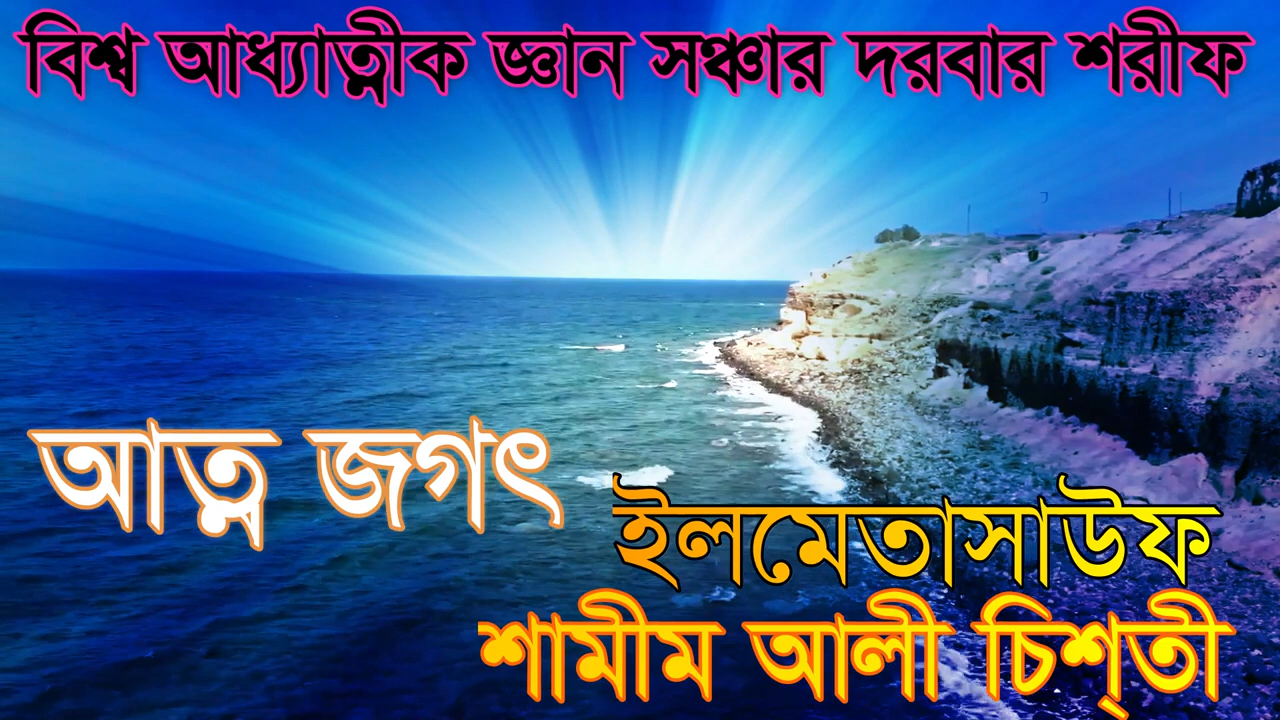 বিশ্ব আধ্যাত্নীক জ্ঞান সঞ্চার দরবার শরীফ
আত্ন জগৎ
ইলমেতাসাউফ
শামীম আলী চিশ্‌তী